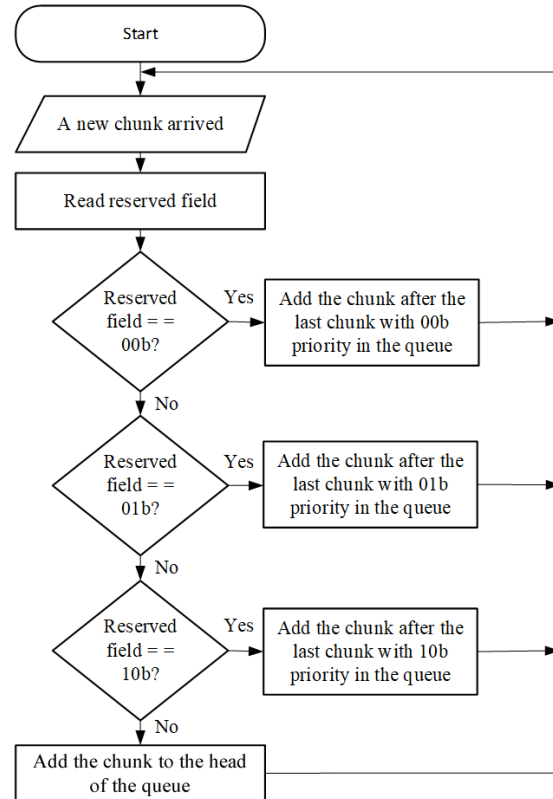 Start
A new chunk arrived
Read reserved field
Reserved
field = =
00b?
Yes
Add the chunk after the
last chunk with 00b
priority in the queue
No
Reserved
field = =
01b?
Yes
Add the chunk after the
last chunk with 01b
priority in the queue
No
Reserved
field = =
10b?
Yes
Add the chunk after the
last chunk with 10b
priority in the queue
No
Add the chunk to the head
of the queue